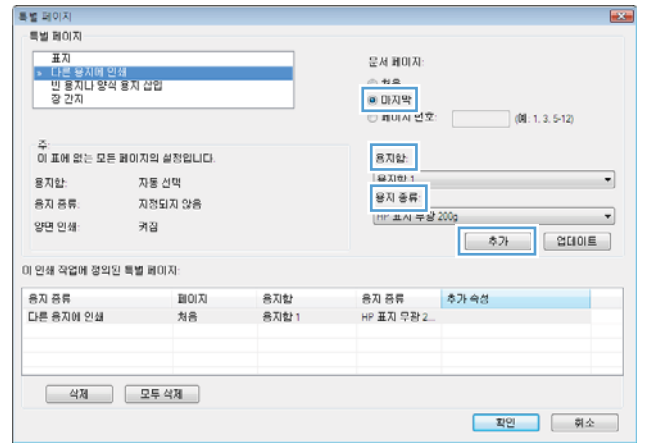 특별 페이지
특별 페이지
표지
» 다른 용지에 인쇄
빈 용지나 양식 용지 삽입
장 간지
문서 페이지:
처음
마지막
페이지 번호: (예: 1, 3, 5-12)
주:
이 표에 없는 모든 페이지의 설정입니다.
용지함: 자동 선택
용지 종류: 지정되지 않음
양면 인쇄: 켜짐
용지함:
용지함 1
용지 종류:
HP 표지 무광 200g
추가 업데이트
이 인쇄 작업에 정의된 특별 페이지:
용지 종류 페이지 용지함 용지 종류 추가 속성
다른 용지에 인쇄 처음 용지함 1 HP 표지 무광 2...
삭제 모두 삭제
확인 취소